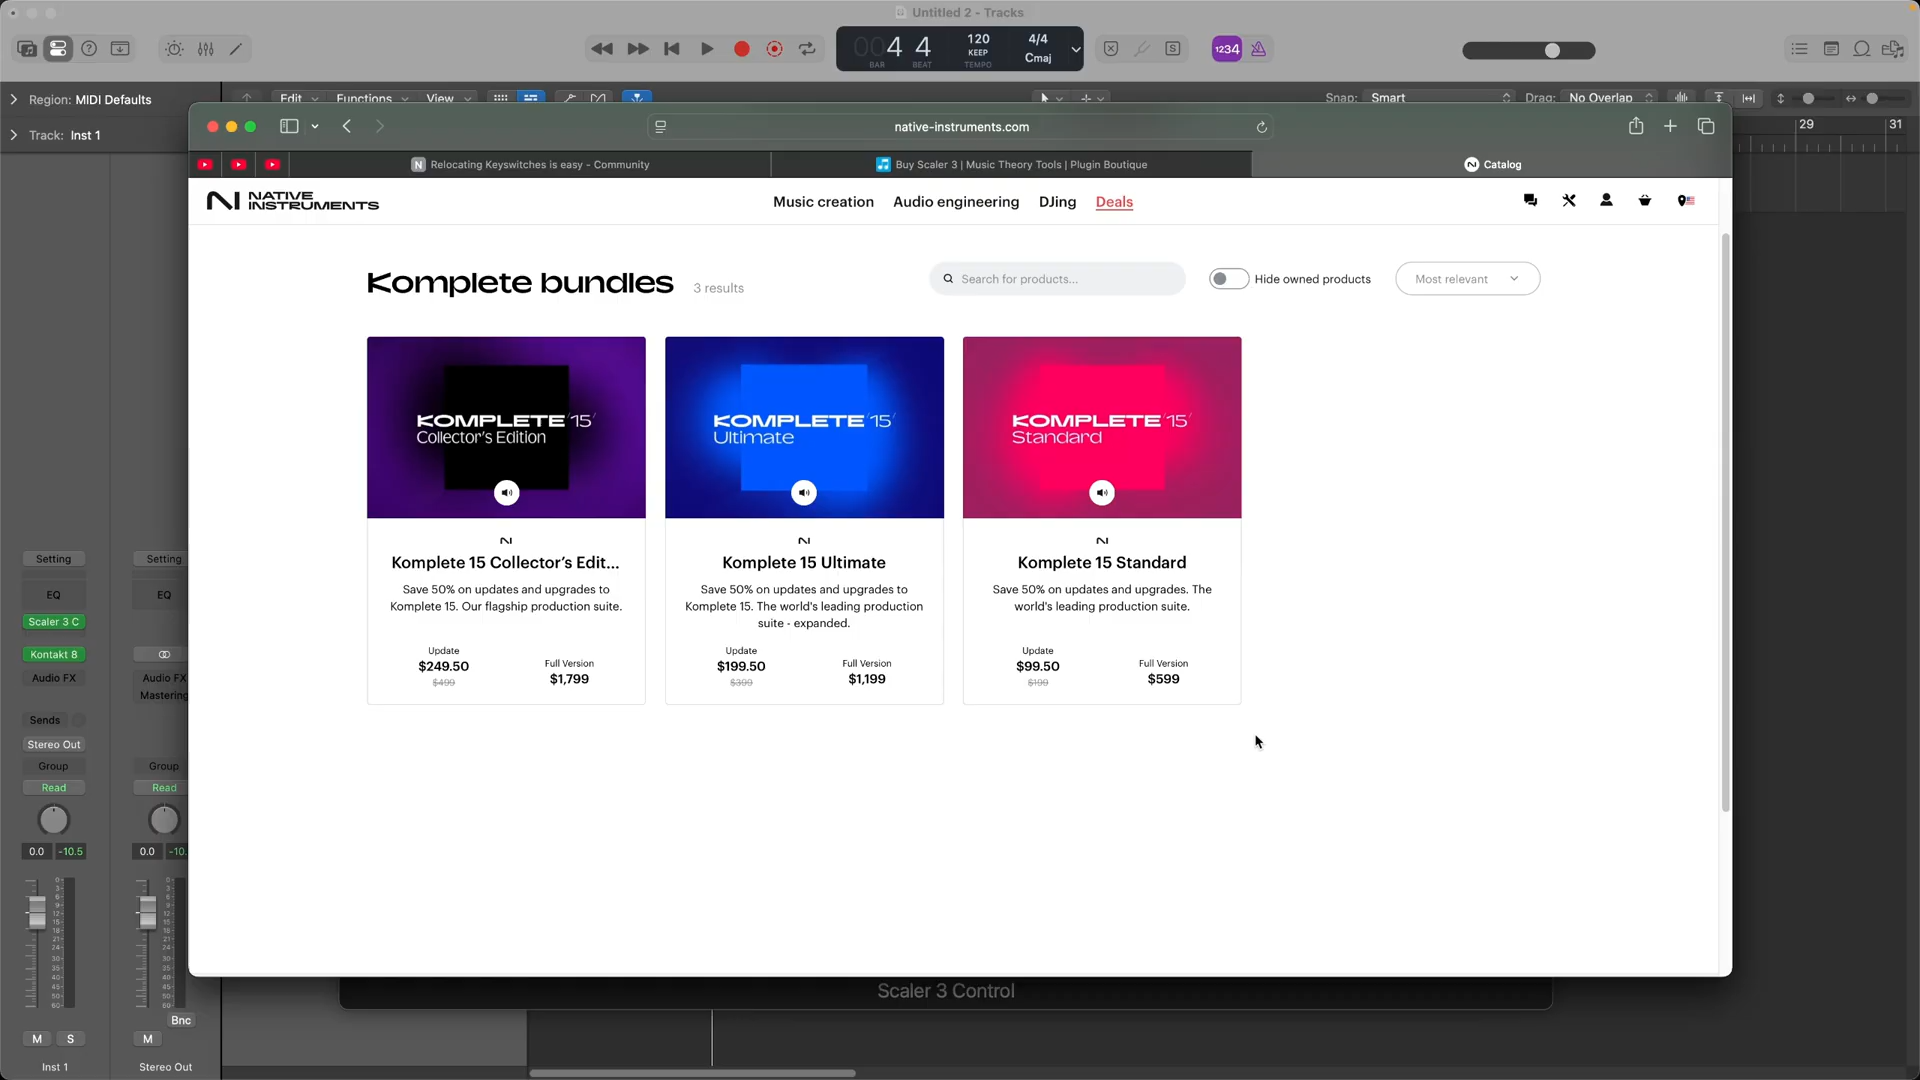 Untitled 2 - Tracks
004 4
BAR BEAT
120
KEEP
TEMPO
4/4
Cmaj
S
1234
Region: MIDI Defaults
Edit
Functions
View
Snap: Smart
Drag: No Overlap
Track: Inst 1
29
31
native-instruments.com
Relocating Keyswitches is easy - Community
Buy Scaler 3 | Music Theory Tools | Plugin Boutique
Catalog
NATIVE
INSTRUMENTS
Music creation
Audio engineering
DJing
Deals
Komplete bundles
3 results
Search for products...
Hide owned products
Most relevant
KOMPLETE '15'
Collector's Edition
KOMPLETE '15'
Ultimate
KOMPLETE '15'
Standard
Komplete 15 Collector's Edit...
Save 50% on updates and upgrades to
Komplete 15. Our flagship production suite.
Update
$249.50
$499
Full Version
$1,799
Komplete 15 Ultimate
Save 50% on updates and upgrades to
Komplete 15. The world's leading production
suite - expanded.
Update
$199.50
$399
Full Version
$1,199
Komplete 15 Standard
Save 50% on updates and upgrades. The
world's leading production suite.
Update
$99.50
$199
Full Version
$599
Setting
EQ
Scaler 3 C
Kontakt 8
Audio FX
Sends
Stereo Out
Group
Read
0.0 -10.5
M S
Inst 1
Setting
EQ
Audio FX
Mastering
Group
Read
0.0 -10.
Bnc
M
Stereo Out
Scaler 3 Control